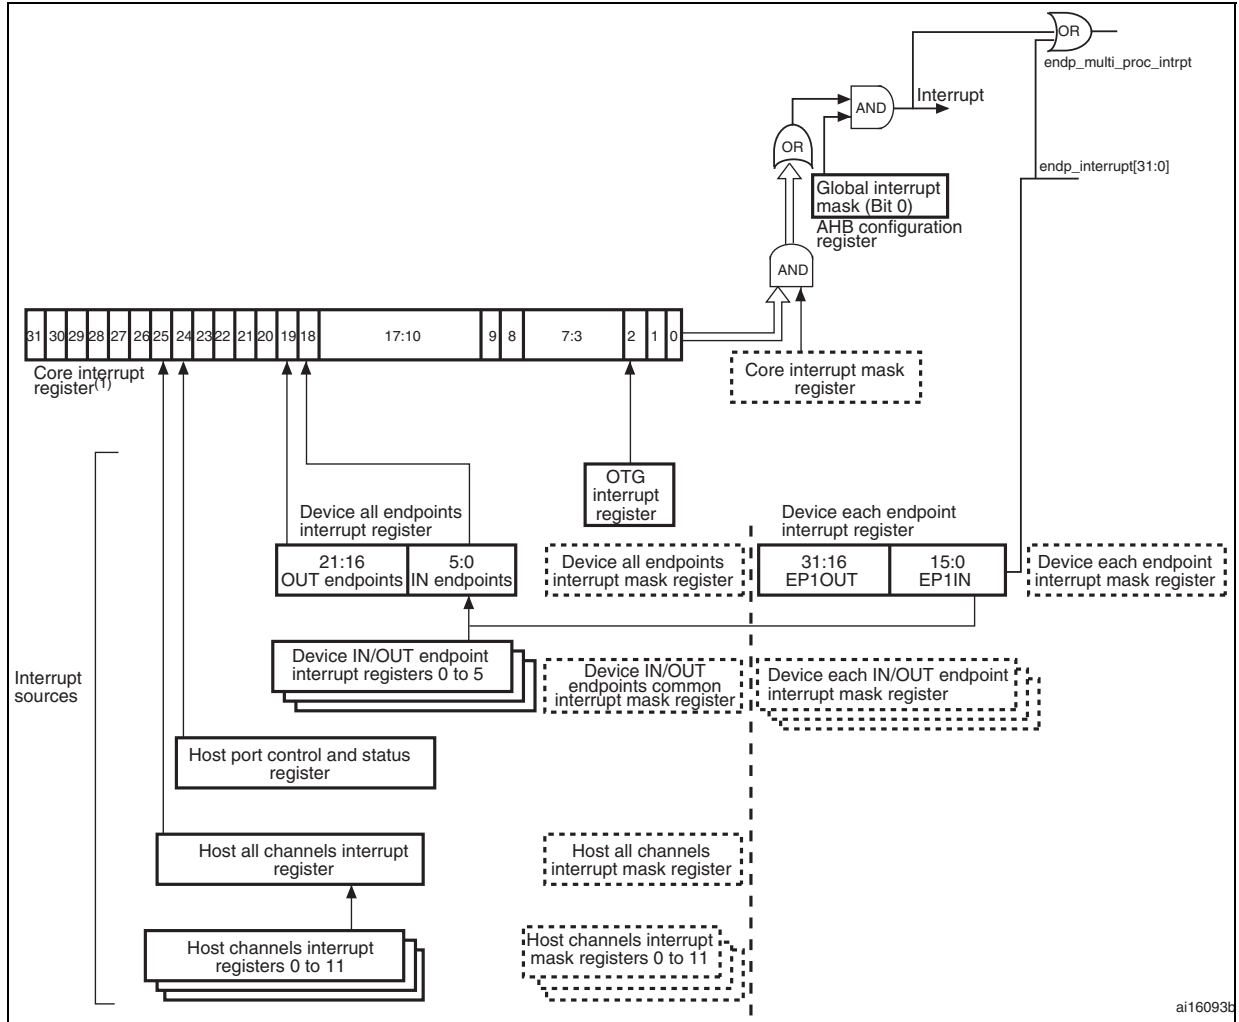 OR
endp_multi_proc_intrpt
AND
Interrupt
OR
endp_interrupt[31:0]
Global interrupt
mask (Bit 0)
AHB configuration
register
AND
31 30 29 28 27 26 25 24 23 22 21 20 19 18 17:10 9 8 7:3 2 1 0
Core interrupt
register(1)
Core interrupt mask
register
OTG
interrupt
register
Device all endpoints
interrupt register
Device each endpoint
interrupt register
21:16
OUT endpoints
5:0
IN endpoints
Device all endpoints
interrupt mask register
31:16
EP1OUT
15:0
EP1IN
Device each endpoint
interrupt mask register
Interrupt
sources
Device IN/OUT endpoint
interrupt registers 0 to 5
Device IN/OUT
endpoints common
interrupt mask register
Device each IN/OUT endpoint
interrupt mask register
Host port control and status
register
Host all channels interrupt
register
Host all channels
interrupt mask register
Host channels interrupt
registers 0 to 11
Host channels interrupt
mask registers 0 to 11
ai16093b